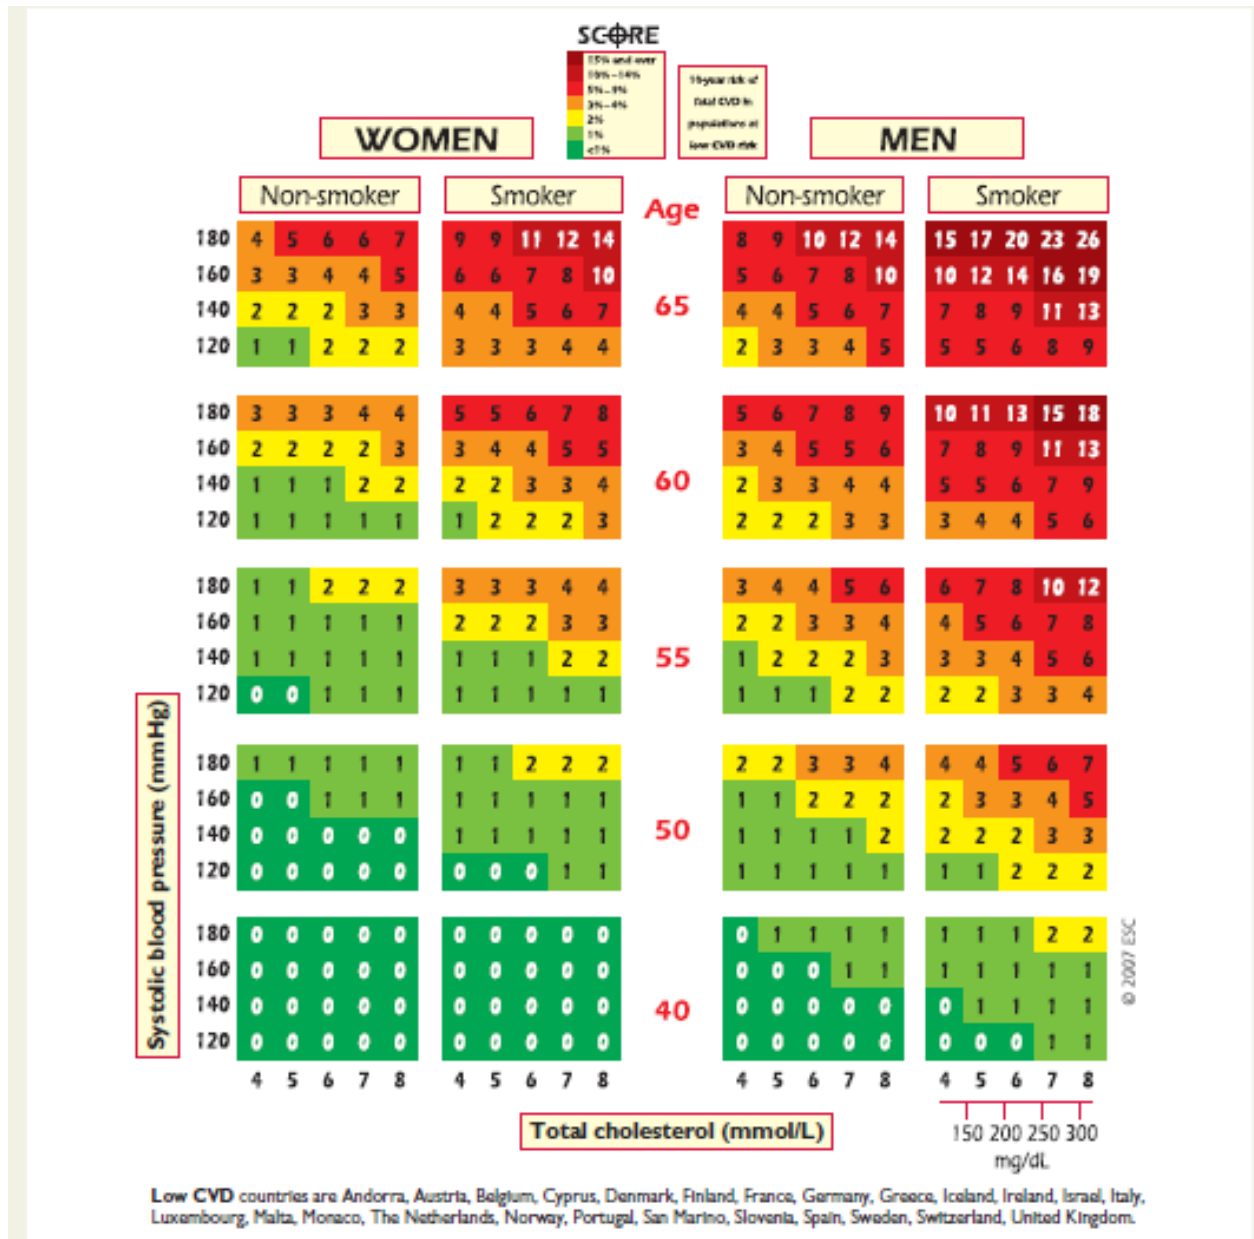 SCORE
15% and over
10%–14%
5%–9%
3%–4%
2%
1%
<1%
10-year risk of
fatal CVD in
populations at
low CVD risk
WOMEN MEN
Non-smoker Smoker Age Non-smoker Smoker
180 4 5 6 6 7 9 9 11 12 14 8 9 10 12 14 15 17 20 23 26
160 3 3 4 4 5 6 6 7 8 10 5 6 7 8 10 10 12 14 16 19
65
140 2 2 2 3 3 4 4 5 6 7 4 4 5 6 7 7 8 9 11 13
120 1 1 2 2 2 3 3 3 4 4 2 3 3 4 5 5 5 6 8 9
180 3 3 3 4 4 5 5 6 7 8 5 6 7 8 9 10 11 13 15 18
160 2 2 2 2 3 3 4 4 5 5 3 4 5 5 6 7 8 9 11 13
60
140 1 1 1 2 2 2 2 3 3 4 2 3 3 4 4 5 5 6 7 9
120 1 1 1 1 1 1 2 2 2 3 2 2 2 3 3 3 4 4 5 6
180 1 1 2 2 2 3 3 3 4 4 3 4 4 5 6 6 7 8 10 12
160 1 1 1 1 1 2 2 2 3 3 2 2 3 3 4 4 5 6 7 8
55
140 1 1 1 1 1 1 1 1 2 2 1 2 2 2 3 3 3 4 5 6
120 0 0 1 1 1 1 1 1 1 1 1 1 1 2 2 2 2 3 3 4
180 1 1 1 1 1 1 1 2 2 2 2 2 3 3 4 4 4 5 6 7
160 0 0 1 1 1 1 1 1 1 1 1 1 2 2 2 2 3 3 4 5
50
140 0 0 0 0 0 1 1 1 1 1 1 1 1 1 2 2 2 2 3 3
120 0 0 0 0 0 0 0 0 1 1 1 1 1 1 1 1 1 2 2 2
180 0 0 0 0 0 0 0 0 0 0 0 1 1 1 1 1 1 1 2 2
160 0 0 0 0 0 0 0 0 0 0 0 0 0 1 1 1 1 1 1 1
40
140 0 0 0 0 0 0 0 0 0 0 0 0 0 0 0 0 1 1 1 1
120 0 0 0 0 0 0 0 0 0 0 0 0 0 0 0 0 0 0 1 1
4 5 6 7 8 4 5 6 7 8 4 5 6 7 8 4 5 6 7 8
Systolic blood pressure (mmHg)
© 2007 ESC
Total cholesterol (mmol/L)
150 200 250 300
mg/dL
Low CVD countries are Andorra, Austria, Belgium, Cyprus, Denmark, Finland, France, Germany, Greece, Iceland, Ireland, Israel, Italy,
Luxembourg, Malta, Monaco, The Netherlands, Norway, Portugal, San Marino, Slovenia, Spain, Sweden, Switzerland, United Kingdom.